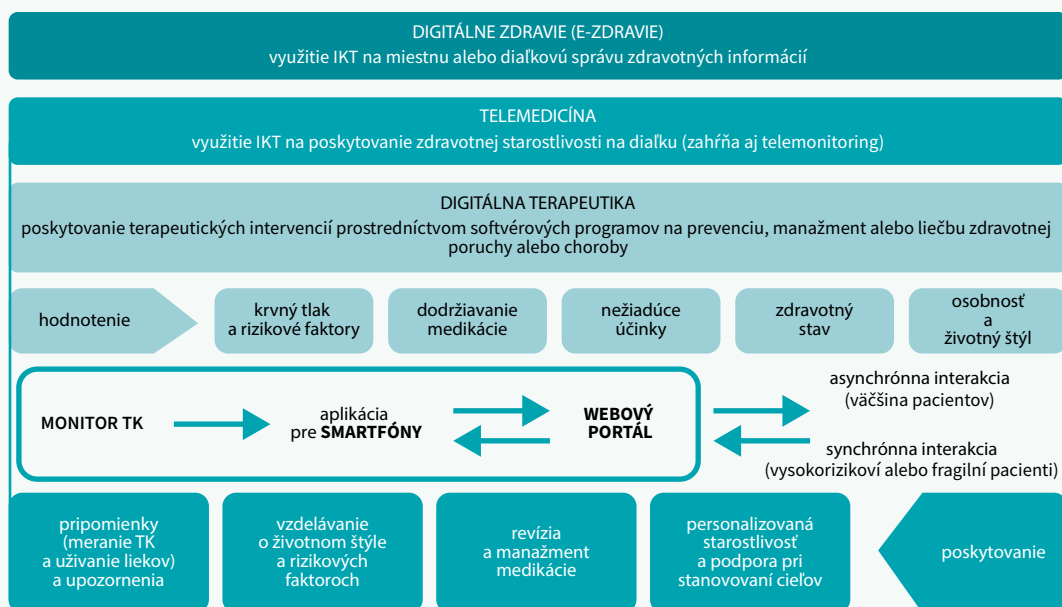 DIGITÁLNE ZDRAVIE (E-ZDRAVIE)
využitie IKT na miestnu alebo diaľkovú správu zdravotných informácií
TELEMEDICÍNA
využitie IKT na poskytovanie zdravotnej starostlivosti na diaľku (zahŕňa aj telemonitoring)
DIGITÁLNA TERAPEUTIKA
poskytovanie terapeutických intervencií prostredníctvom softvérových programov na prevenciu, manažment alebo liečbu zdravotnej
poruchy alebo choroby
hodnotenie
krvný tlak
a rizikové faktory
dodržiavanie
medikácie
nežiadúce
účinky
zdravotný
stav
osobnosť
a
životný štýl
MONITOR TK
aplikácia
pre SMARTFÓNY
WEBOVÝ
PORTÁL
asynchrónna interakcia
(väčšina pacientov)
synchrónna interakcia
(vysokorizikoví alebo fragilní pacienti)
pripomienky
(meranie TK
a uživanie liekov)
a upozornenia
vzdelávanie
o životnom štýle
a rizikových
faktoroch
revízia
a manažment
medikácie
personalizovaná
starostlivosť
a podpora pri
stanovovaní cieľov
poskytovanie